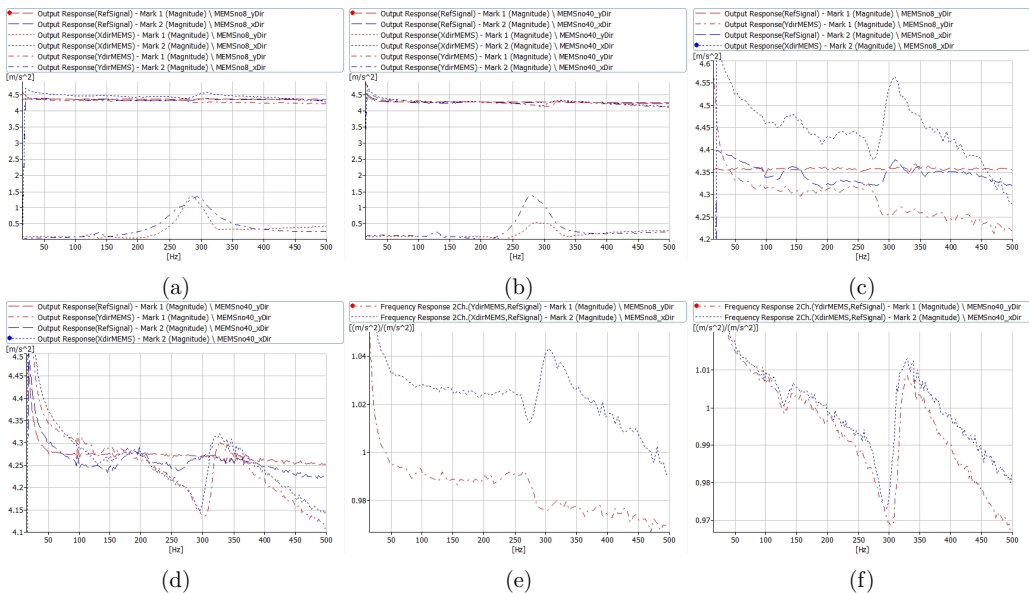 Output Response(RefSignal) - Mark 1 (Magnitude) \ MEMSno8_yDir
Output Response(RefSignal) - Mark 2 (Magnitude) \ MEMSno8_xDir
Output Response(XdirMEMS) - Mark 1 (Magnitude) \ MEMSno8_yDir
Output Response(XdirMEMS) - Mark 2 (Magnitude) \ MEMSno8_xDir
Output Response(YdirMEMS) - Mark 1 (Magnitude) \ MEMSno8_yDir
Output Response(YdirMEMS) - Mark 2 (Magnitude) \ MEMSno8_xDir
[m/s^2]
4.5
4
3.5
3
2.5
2
1.5
1
0.5
50 100 150 200 250 300 350 400 450 500
[Hz]
(a)
Output Response(RefSignal) - Mark 1 (Magnitude) \ MEMSno40_yDir
Output Response(RefSignal) - Mark 2 (Magnitude) \ MEMSno40_xDir
Output Response(XdirMEMS) - Mark 1 (Magnitude) \ MEMSno40_yDir
Output Response(XdirMEMS) - Mark 2 (Magnitude) \ MEMSno40_xDir
Output Response(YdirMEMS) - Mark 1 (Magnitude) \ MEMSno40_yDir
Output Response(YdirMEMS) - Mark 2 (Magnitude) \ MEMSno40_xDir
[m/s^2]
4.5
4
3.5
3
2.5
2
1.5
1
0.5
50 100 150 200 250 300 350 400 450 500
[Hz]
(b)
Output Response(RefSignal) - Mark 1 (Magnitude) \ MEMSno8_yDir
Output Response(YdirMEMS) - Mark 1 (Magnitude) \ MEMSno8_yDir
Output Response(RefSignal) - Mark 2 (Magnitude) \ MEMSno8_xDir
Output Response(XdirMEMS) - Mark 2 (Magnitude) \ MEMSno8_xDir
[m/s^2]
4.6
4.55
4.5
4.45
4.4
4.35
4.3
4.25
4.2
50 100 150 200 250 300 350 400 450 500
[Hz]
(c)
Output Response(RefSignal) - Mark 1 (Magnitude) \ MEMSno40_yDir
Output Response(YdirMEMS) - Mark 1 (Magnitude) \ MEMSno40_yDir
Output Response(RefSignal) - Mark 2 (Magnitude) \ MEMSno40_xDir
Output Response(XdirMEMS) - Mark 2 (Magnitude) \ MEMSno40_xDir
[m/s^2]
4.5
4.45
4.4
4.35
4.3
4.25
4.2
4.15
4.1
50 100 150 200 250 300 350 400 450 500
[Hz]
(d)
Frequency Response 2Ch.(YdirMEMS,RefSignal) - Mark 1 (Magnitude) \ MEMSno8_yDir
Frequency Response 2Ch.(XdirMEMS,RefSignal) - Mark 2 (Magnitude) \ MEMSno8_xDir
[(m/s^2)/(m/s^2)]
1.04
1.02
1
0.98
50 100 150 200 250 300 350 400 450 500
[Hz]
(e)
Frequency Response 2Ch.(YdirMEMS,RefSignal) - Mark 1 (Magnitude) \ MEMSno40_yDir
Frequency Response 2Ch.(XdirMEMS,RefSignal) - Mark 2 (Magnitude) \ MEMSno40_xDir
[(m/s^2)/(m/s^2)]
1.01
1
0.99
0.98
0.97
50 100 150 200 250 300 350 400 450 500
[Hz]
(f)